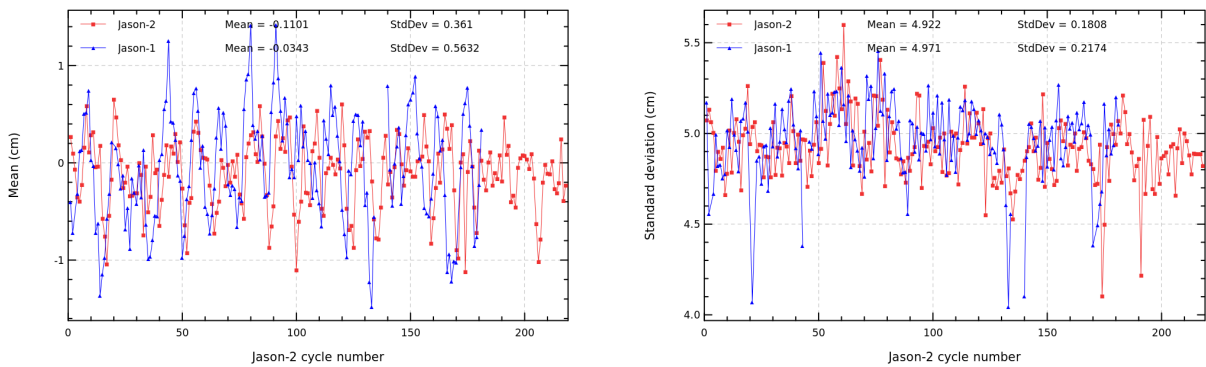 Jason-2 Mean = -0.1101 StdDev = 0.361
Jason-1 Mean = -0.0343 StdDev = 0.5632
1
0
-1
Mean (cm)
0 50 100 150 200
Jason-2 cycle number
Jason-2 Mean = 4.922 StdDev = 0.1808
Jason-1 Mean = 4.971 StdDev = 0.2174
5.5
5.0
4.5
4.0
Standard deviation (cm)
0 50 100 150 200
Jason-2 cycle number